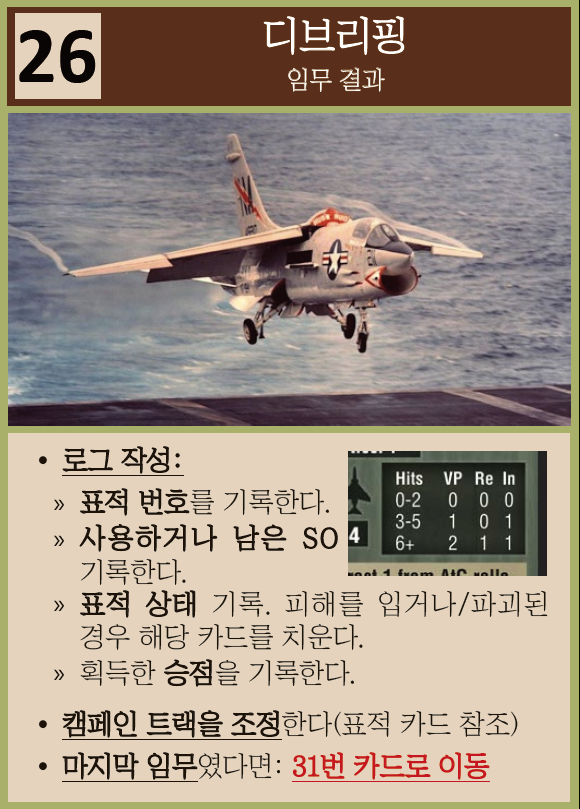 26
디브리핑
임무 결과
NA
• 로그 작성:
» 표적 번호를 기록한다.
» 사용하거나 남은 SO
기록한다.
Hits VP Re In
0-2 0 0 0
3-5 1 0 1
6+ 2 1 1
4
» 표적 상태 기록. 피해를 입거나/파괴된
경우 해당 카드를 치운다.
» 획득한 승점을 기록한다.
• 캠페인 트랙을 조정한다(표적 카드 참조)
• 마지막 임무였다면: 31번 카드로 이동